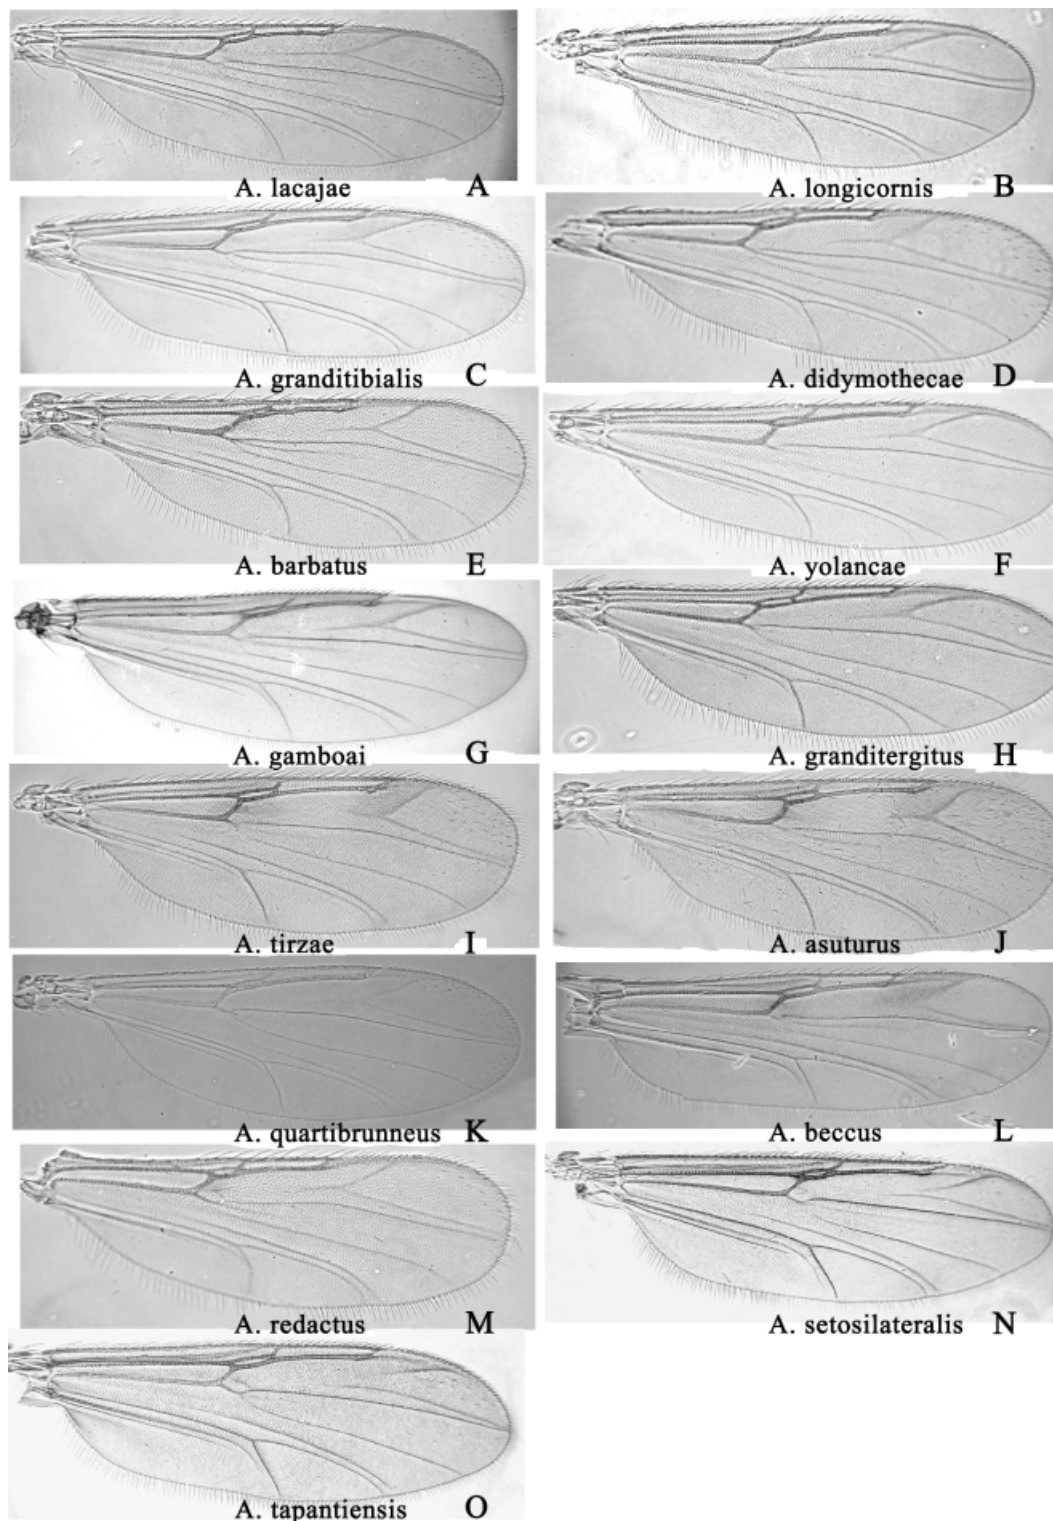 A. lacajae A
A. longicornis B
A. granditibialis C
A. didymothecae D
A. barbatus E
A. yolancae F
A. gamboai G
A. granditergitus H
A. tirzae I
A. asuturus J
A. quartibrunneus K
A. beccus L
A. redactus M
A. setosilateralis N
A. tapantiensis O